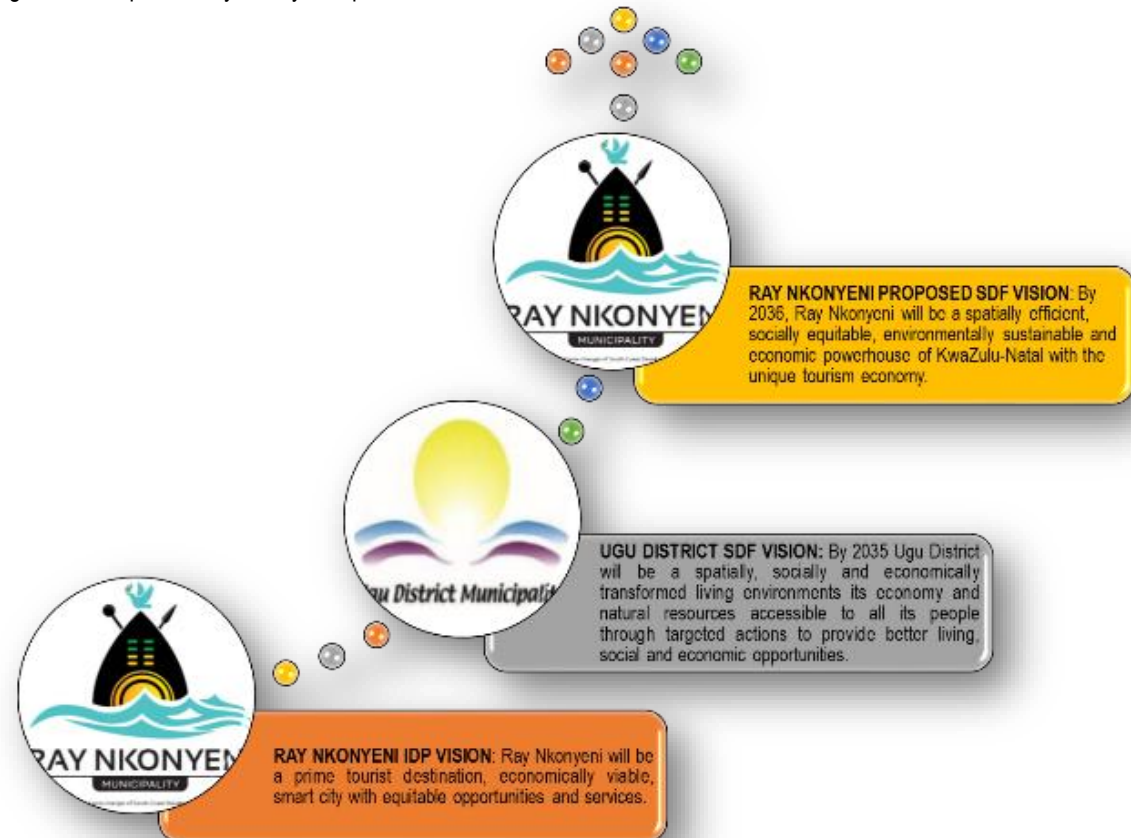 RAY NKONYEN
MUNICIPALITY
RAY NKONYENI PROPOSED SDF VISION: By
2036, Ray Nkonyeni will be a spatially efficient,
socially equitable, environmentally sustainable and
economic powerhouse of KwaZulu-Natal with the
unique tourism economy.
gu District Municipalit
UGU DISTRICT SDF VISION: By 2035 Ugu District
will be a spatially, socially and economically
transformed living environments its economy and
natural resources accessible to all its people
through targeted actions to provide better living,
social and economic opportunities.
RAY NKONYEN
MUNICIPALITY
RAY NKONYENI IDP VISION: Ray Nkonyeni will be
a prime tourist destination, economically viable,
smart city with equitable opportunities and services.